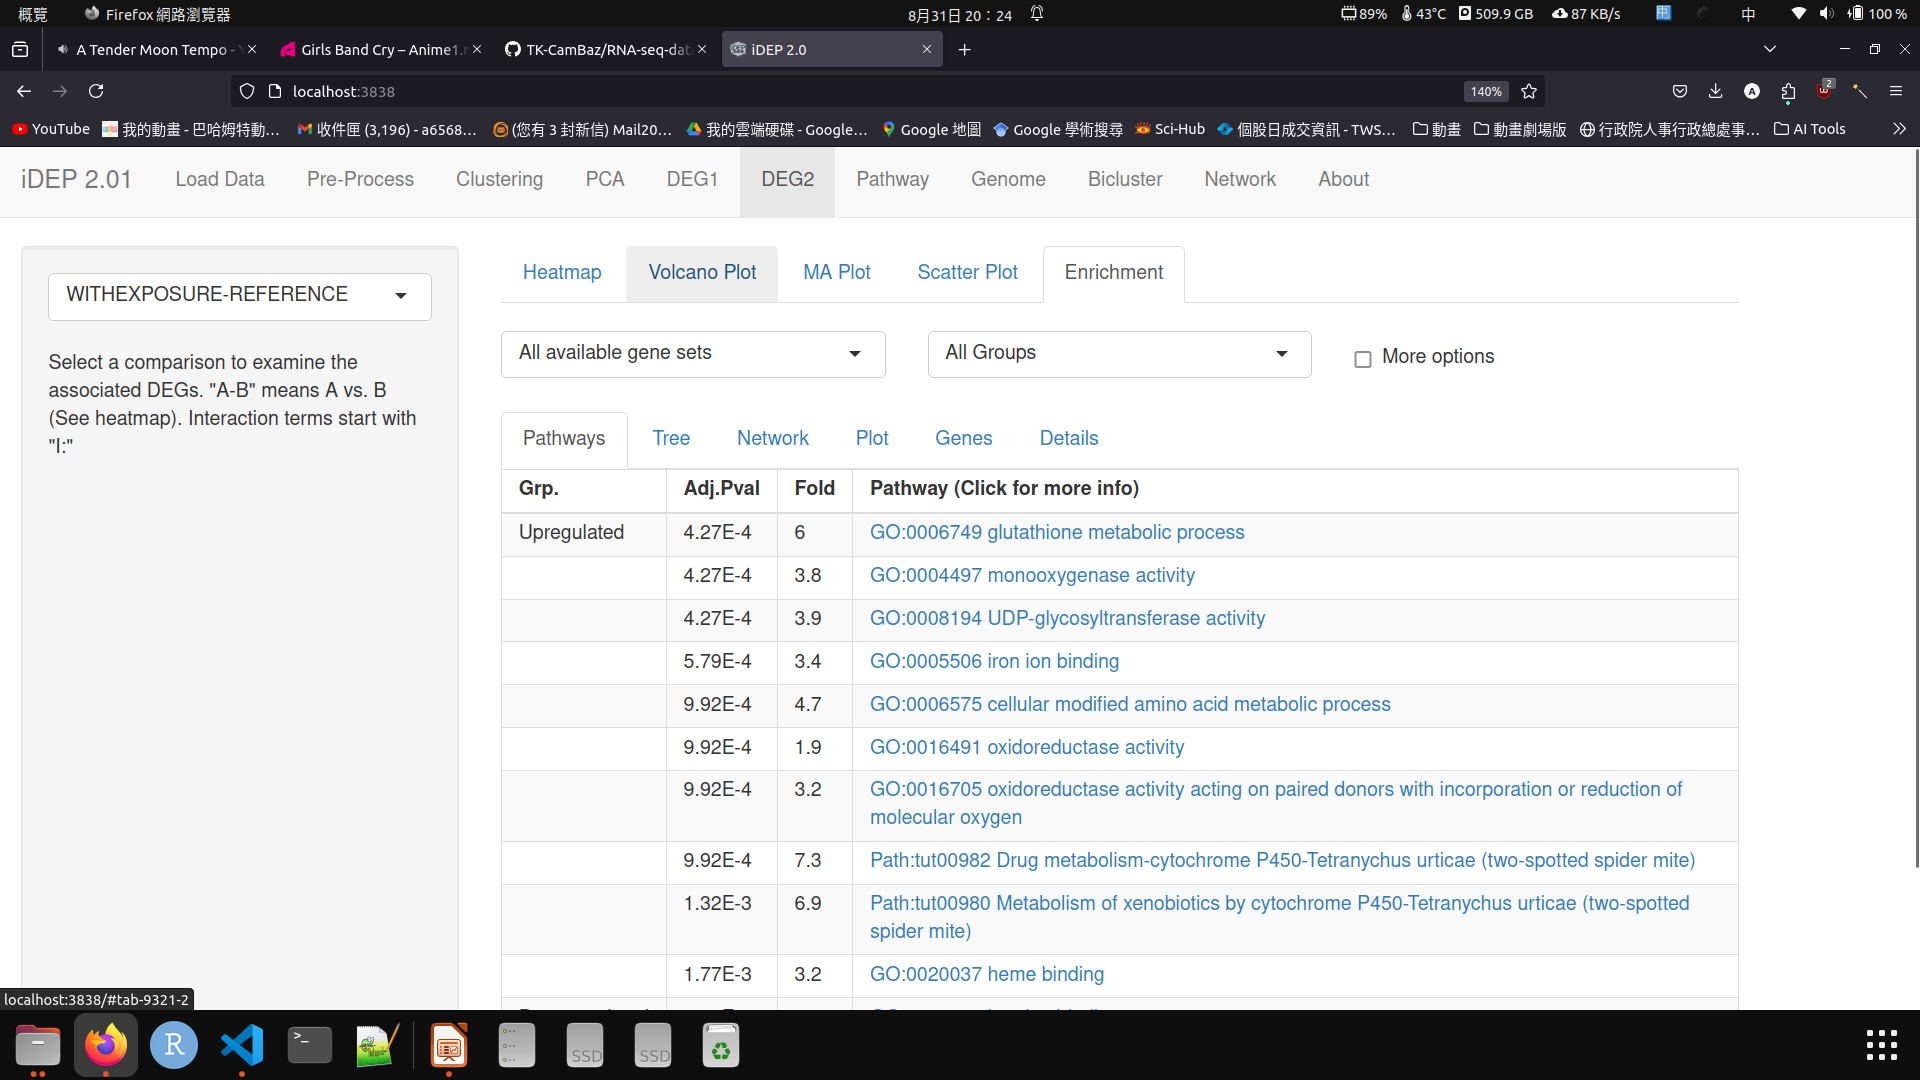 概覽 Firefox 網路瀏覽器 8月31日 20：24 89% 43°C 509.9 GB 87 KB/s 中 100 %
A Tender Moon Tempo - Girls Band Cry – Anime1. TK-CamBaz/RNA-seq-dat iDEP 2.0
localhost:3838 140% 2
YouTube 我的動畫 - 巴哈姆特動… 收件匣 (3,196) - a6568… (您有 3 封新信) Mail20… 我的雲端硬碟 - Google… Google 地圖 Google 學術搜尋 Sci-Hub 個股日成交資訊 - TWS… 動畫 動畫劇場版 行政院人事行政總處事… AI Tools
iDEP 2.01 Load Data Pre-Process Clustering PCA DEG1 DEG2 Pathway Genome Bicluster Network About
Heatmap Volcano Plot MA Plot Scatter Plot Enrichment
WITHEXPOSURE-REFERENCE
Select a comparison to examine the
associated DEGs. "A-B" means A vs. B
(See heatmap). Interaction terms start with
"I:"
All available gene sets All Groups More options
Pathways Tree Network Plot Genes Details
Grp. Adj.Pval Fold Pathway (Click for more info)
Upregulated 4.27E-4 6 GO:0006749 glutathione metabolic process
4.27E-4 3.8 GO:0004497 monooxygenase activity
4.27E-4 3.9 GO:0008194 UDP-glycosyltransferase activity
5.79E-4 3.4 GO:0005506 iron ion binding
9.92E-4 4.7 GO:0006575 cellular modified amino acid metabolic process
9.92E-4 1.9 GO:0016491 oxidoreductase activity
9.92E-4 3.2 GO:0016705 oxidoreductase activity acting on paired donors with incorporation or reduction of
molecular oxygen
9.92E-4 7.3 Path:tut00982 Drug metabolism-cytochrome P450-Tetranychus urticae (two-spotted spider mite)
1.32E-3 6.9 Path:tut00980 Metabolism of xenobiotics by cytochrome P450-Tetranychus urticae (two-spotted
spider mite)
1.77E-3 3.2 GO:0020037 heme binding
localhost:3838/#tab-9321-2
R >_ SSD SSD